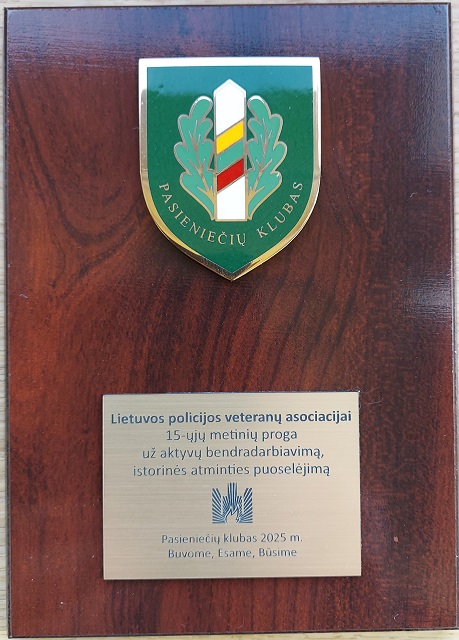 PASIENIEČIŲ KLUBAS
Lietuvos policijos veteranų asociacijai
15-ųjų metinių proga
už aktyvų bendradarbiavimą,
istorinės atminties puoselėjimą
Pasieniečių klubas 2025 m.
Buvome, Esame, Būsime